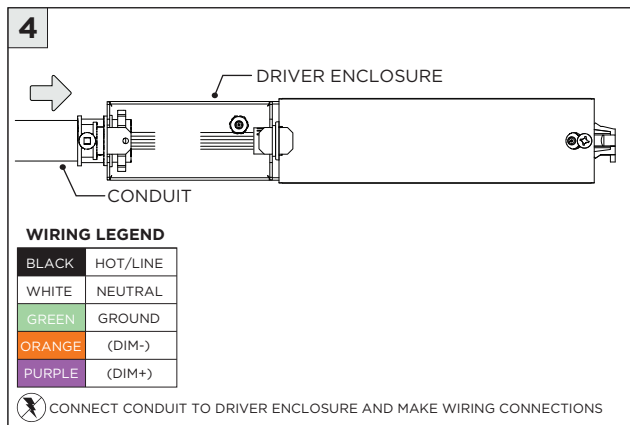 4
DRIVER ENCLOSURE
CONDUIT
WIRING LEGEND
BLACK HOT/LINE
WHITE NEUTRAL
GREEN GROUND
ORANGE (DIM-)
PURPLE (DIM+)
CONNECT CONDUIT TO DRIVER ENCLOSURE AND MAKE WIRING CONNECTIONS